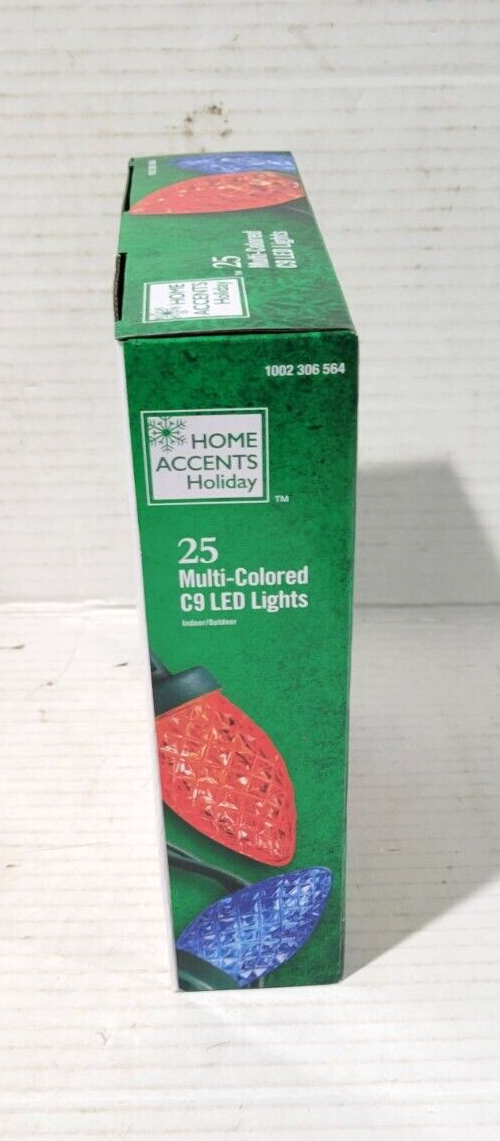 HOME
ACCENTS
Holiday
TM
25
Multi-Colored
C9 LED Lights
1002 306 564
HOME
ACCENTS
Holiday
TM
25
Multi-Colored
C9 LED Lights
Indoor/Outdoor